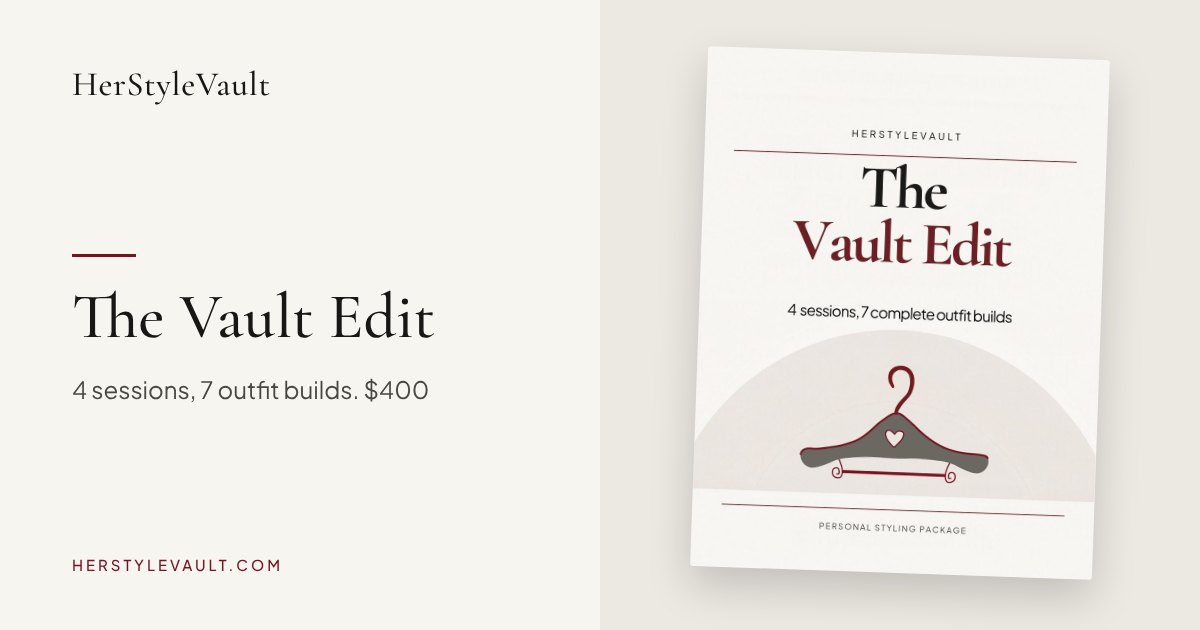 HerStyleVault
The Vault Edit
4 sessions, 7 outfit builds. $400
HERSTYLEVAULT.COM
HERSTYLEVAULT
The
Vault Edit
4 sessions, 7 complete outfit builds
PERSONAL STYLING PACKAGE